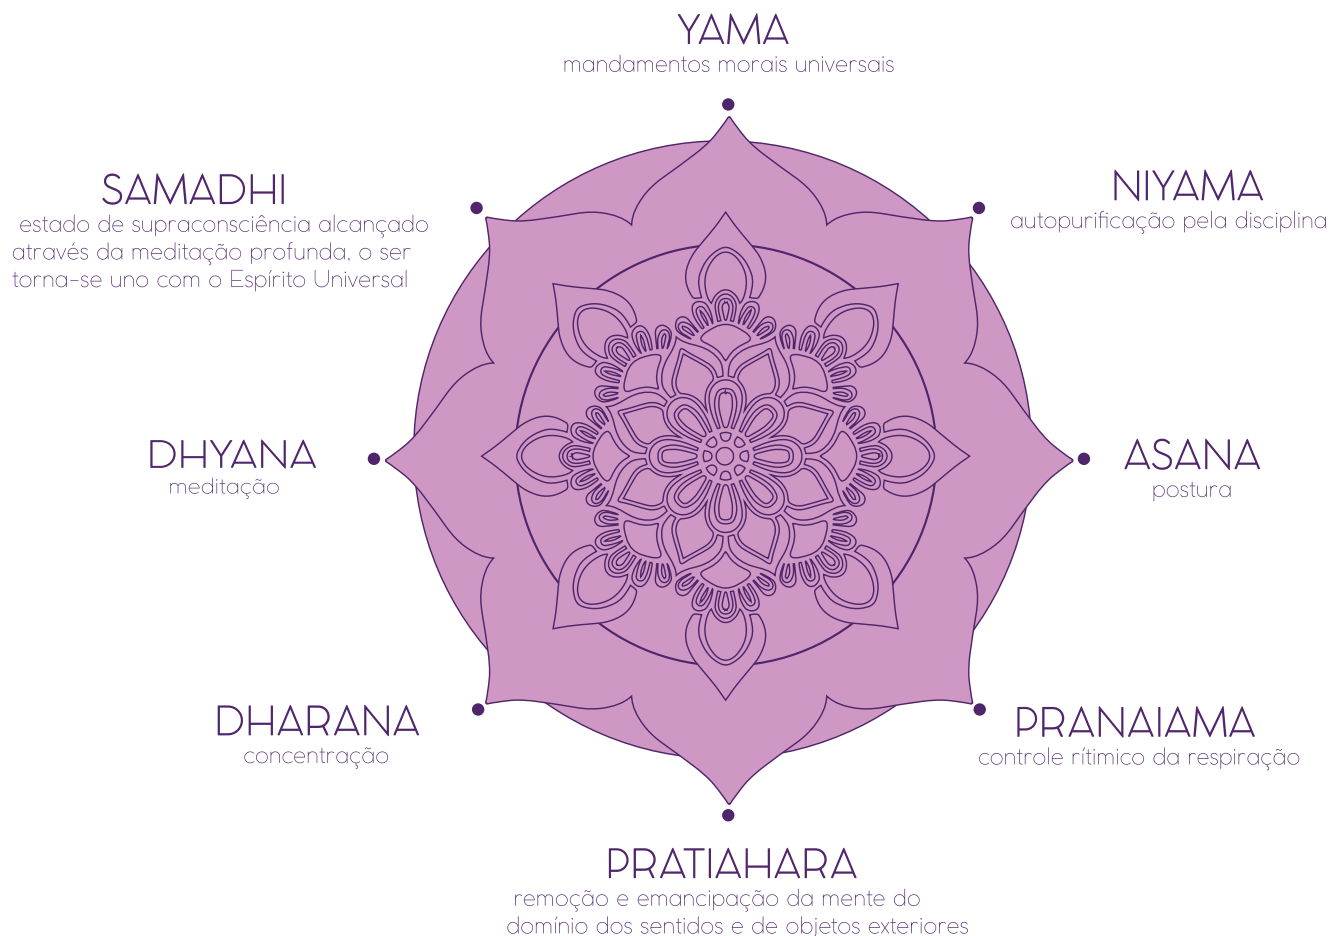 YAMA
mandamentos morais universais
NIYAMA
autopurificação pela disciplina
ASANA
postura
PRANAIAMA
controle rítimico da respiração
PRATIAHARA
remoção e emancipação da mente do
domínio dos sentidos e de objetos exteriores
DHARANA
concentração
DHYANA
meditação
SAMADHI
estado de supraconsciência alcançado
através da meditação profunda, o ser
torna-se uno com o Espírito Universal